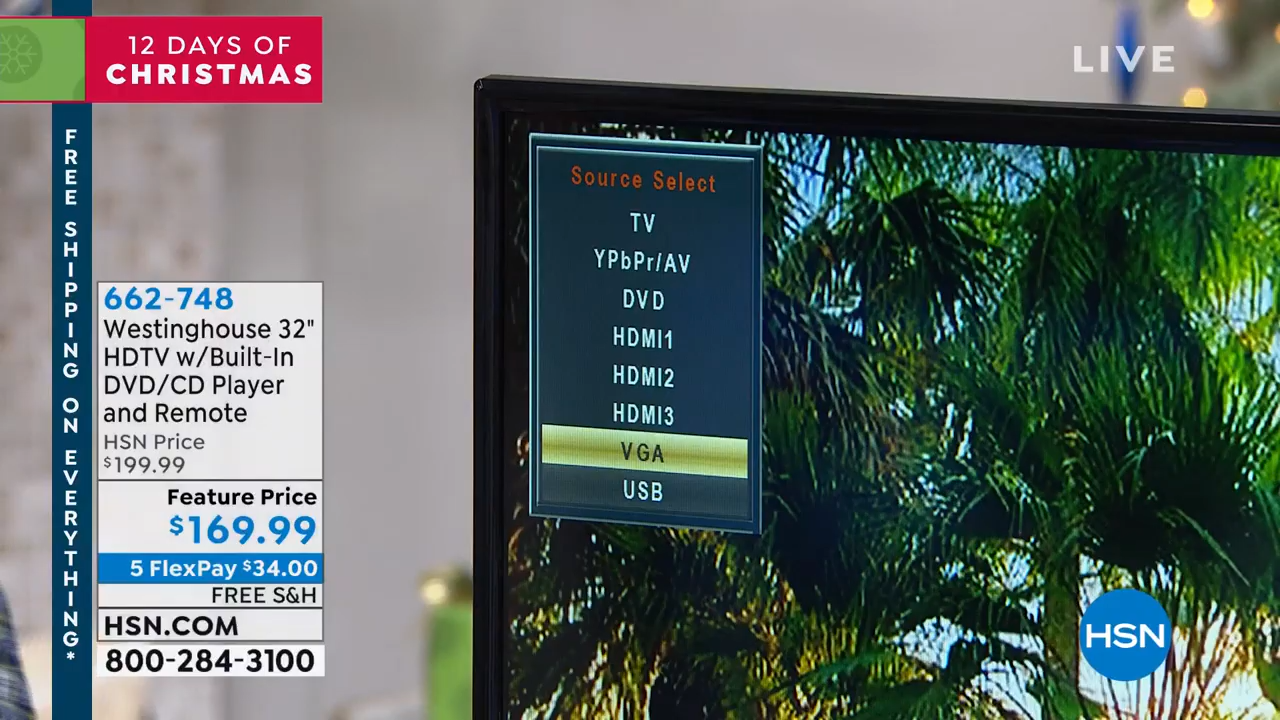 12 DAYS OF
CHRISTMAS
LIVE
FREE SHIPPING ON EVERYTHING*
662-748
Westinghouse 32"
HDTV w/Built-In
DVD/CD Player
and Remote
HSN Price
$199.99
Feature Price
$169.99
5 FlexPay $34.00
FREE S&H
HSN.COM
800-284-3100
Source Select
TV
YPbPr/AV
DVD
HDMI1
HDMI2
HDMI3
VGA
USB
HSN